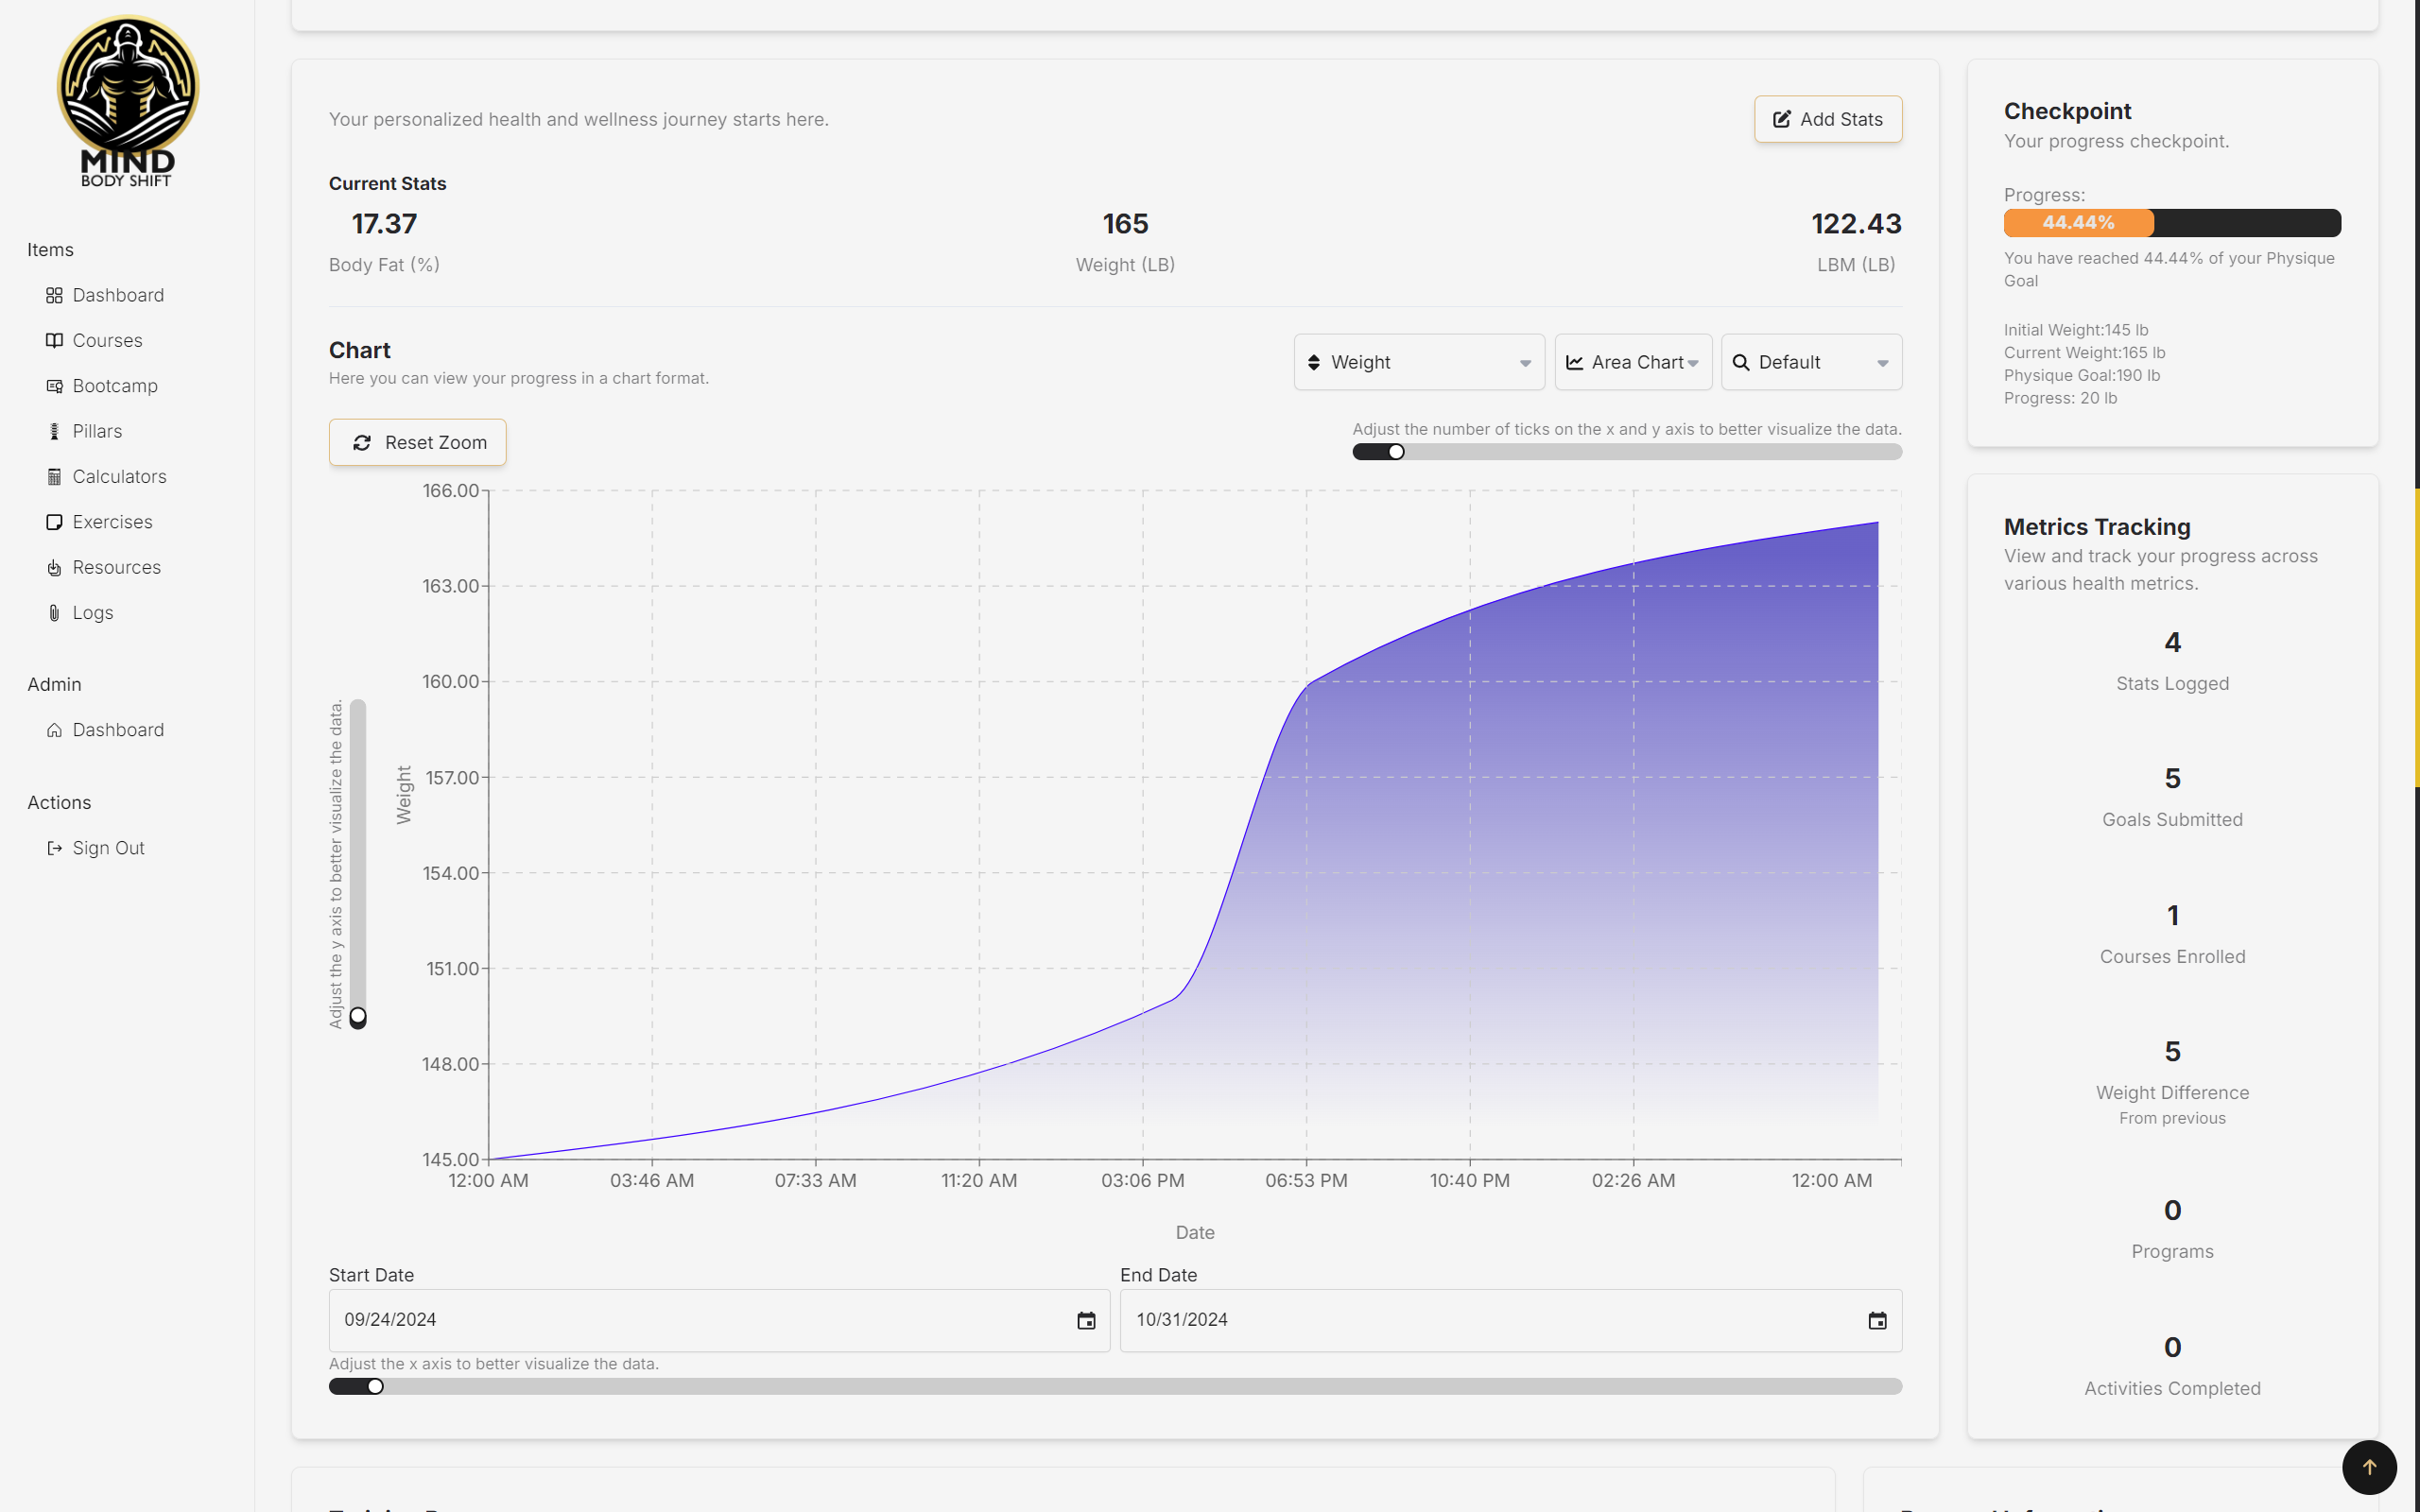 MIND
BODY SHIFT
Items
Dashboard
Courses
Bootcamp
Pillars
Calculators
Exercises
Resources
Logs
Admin
Dashboard
Actions
Sign Out
Your personalized health and wellness journey starts here.
Add Stats
Current Stats
17.37
Body Fat (%)
165
Weight (LB)
122.43
LBM (LB)
Chart
Here you can view your progress in a chart format.
Weight
Area Chart
Default
Reset Zoom
Adjust the number of ticks on the x and y axis to better visualize the data.
Adjust the y axis to better visualize the data.
Weight
166.00
163.00
160.00
157.00
154.00
151.00
148.00
145.00
12:00 AM
03:46 AM
07:33 AM
11:20 AM
03:06 PM
06:53 PM
10:40 PM
02:26 AM
12:00 AM
Date
Start Date
09/24/2024
End Date
10/31/2024
Adjust the x axis to better visualize the data.
Checkpoint
Your progress checkpoint.
Progress:
44.44%
You have reached 44.44% of your Physique
Goal
Initial Weight:145 lb
Current Weight:165 lb
Physique Goal:190 lb
Progress: 20 lb
Metrics Tracking
View and track your progress across
various health metrics.
4
Stats Logged
5
Goals Submitted
1
Courses Enrolled
5
Weight Difference
From previous
0
Programs
0
Activities Completed